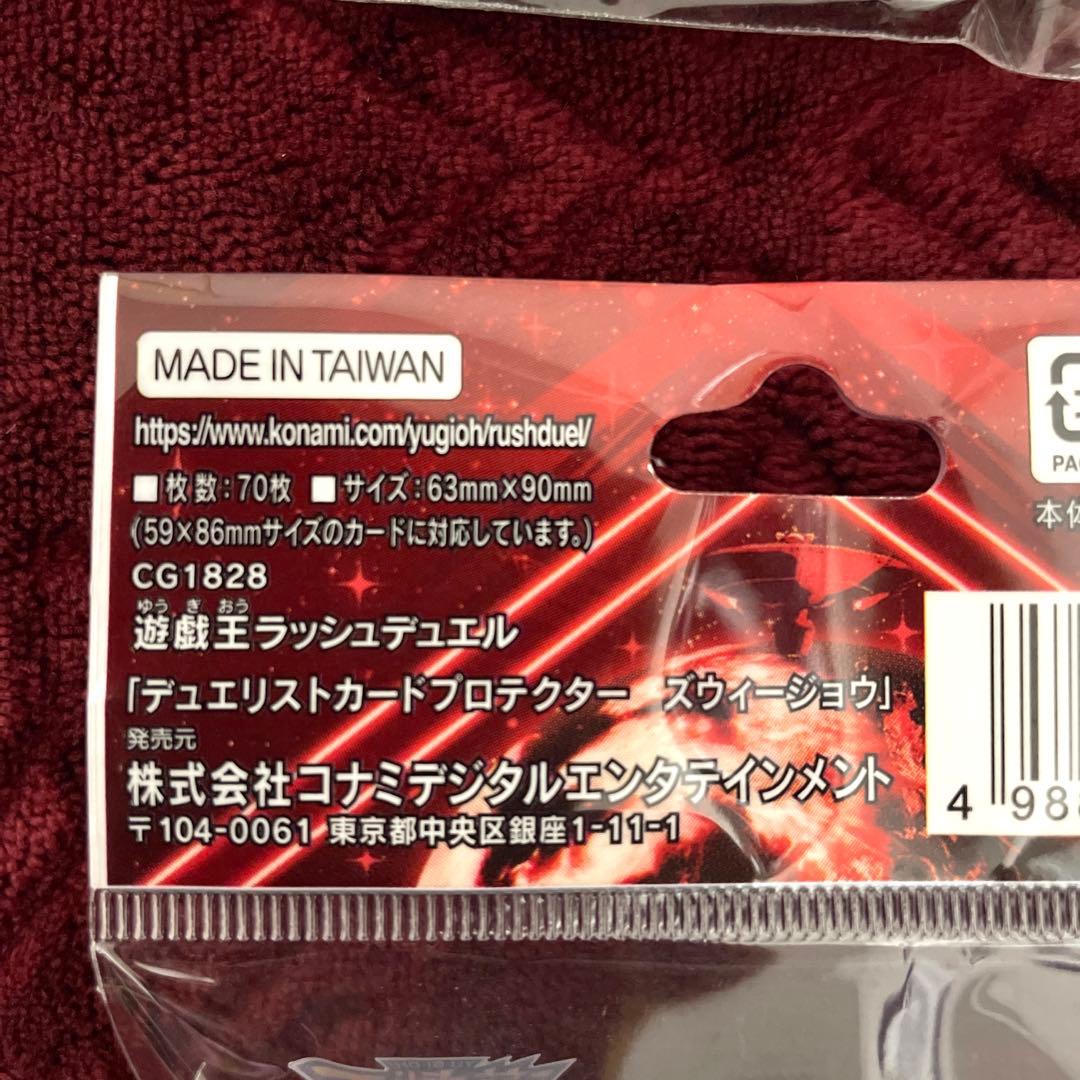 MADE IN TAIWAN
https://www.konami.com/yugioh/rushduel/
■枚数:70枚 ■サイズ:63mm×90mm
(59×86mmサイズのカードに対応しています。)
CG1828
ゆう ぎ おう
遊戯王ラッシュデュエル
「デュエリストカードプロテクター　ズウィージョウ」
発売元
株式会社コナミデジタルエンタテインメント
〒104-0061 東京都中央区銀座1-11-1
本体
4 988